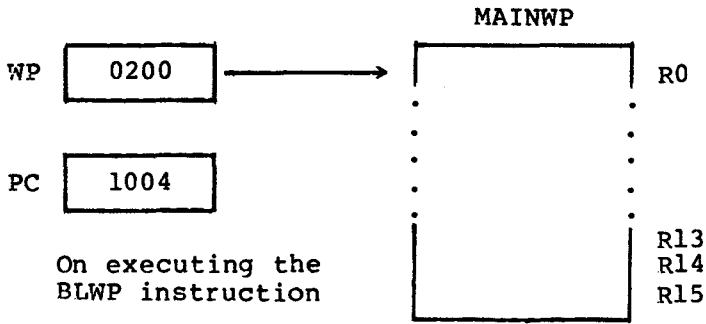 MAINWP
WP 0200 R0
PC 1004
R13
On executing the R14
BLWP instruction R15